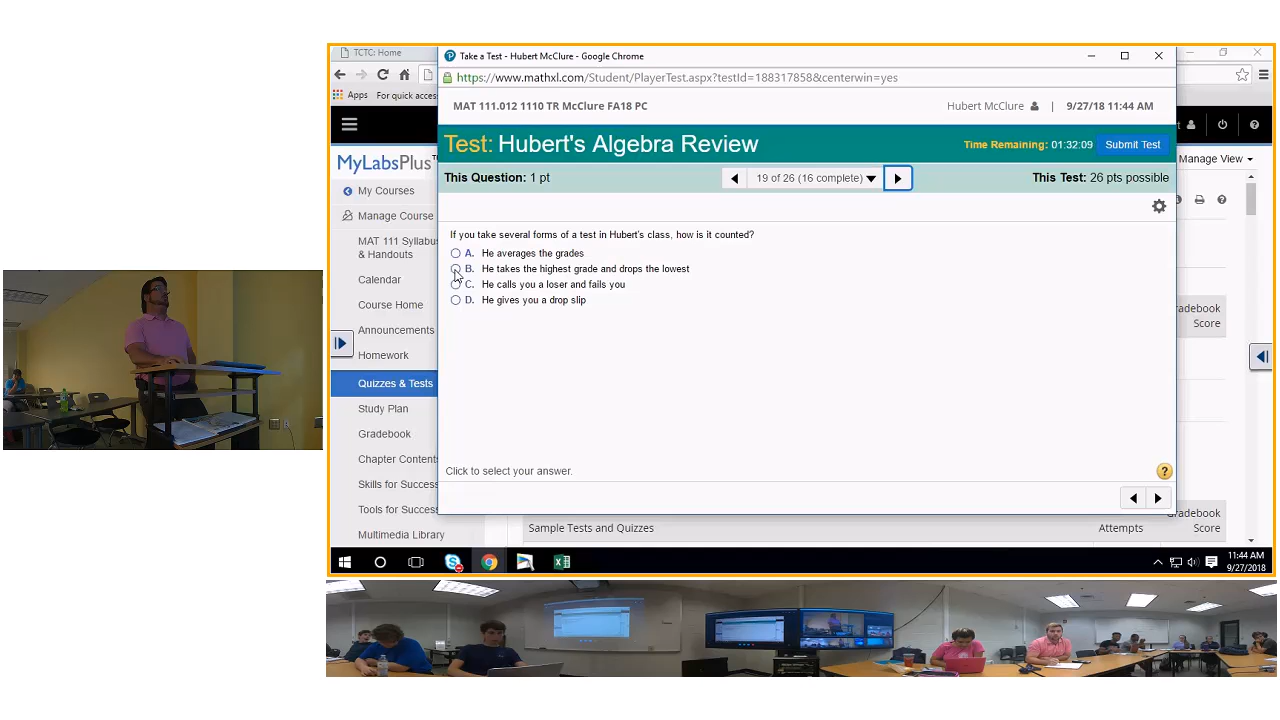 TCTC: Home
Take a Test - Hubert McClure - Google Chrome
https://www.mathxl.com/Student/PlayerTest.aspx?testId=188317858&centerwin=yes
Apps For quick acces
MAT 111.012 1110 TR McClure FA18 PC
Hubert McClure | 9/27/18 11:44 AM
Test: Hubert's Algebra Review
Time Remaining: 01:32:09 Submit Test
MyLabsPlus
Manage View
This Question: 1 pt
19 of 26 (16 complete)
This Test: 26 pts possible
My Courses
Manage Course
MAT 111 Syllabu
& Handouts
Calendar
Course Home
Announcements
Homework
Quizzes & Tests
Study Plan
Gradebook
Chapter Content
Skills for Succes
Tools for Succes
Multimedia Library
If you take several forms of a test in Hubert's class, how is it counted?
A. He averages the grades
B. He takes the highest grade and drops the lowest
C. He calls you a loser and fails you
D. He gives you a drop slip
Click to select your answer.
radebook
Score
Sample Tests and Quizzes
Attempts
Gradebook
Score
11:44 AM
9/27/2018